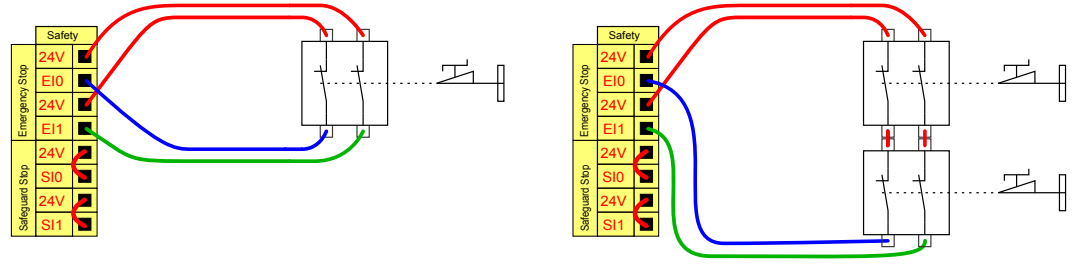 Safety
Emergency Stop
24V
EI0
24V
EI1
Safeguard Stop
24V
SI0
24V
SI1
Safety
Emergency Stop
24V
EI0
24V
EI1
Safeguard Stop
24V
SI0
24V
SI1